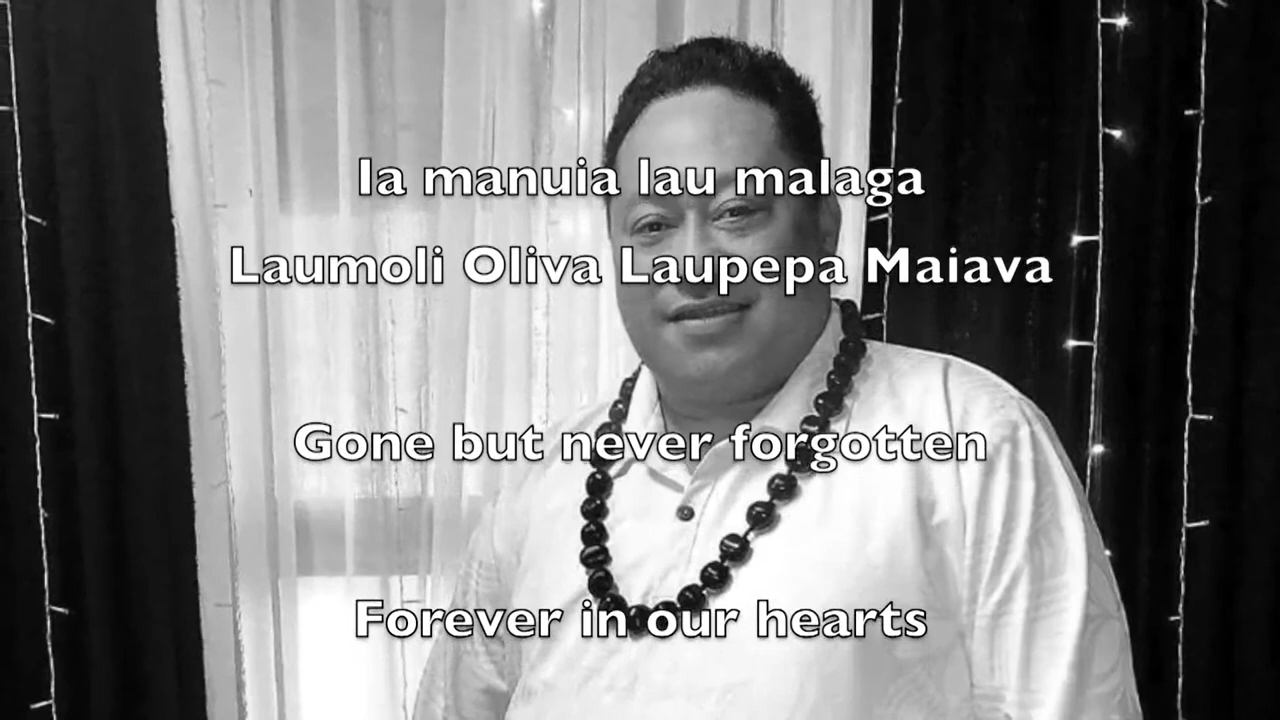 Ia manuia lau malaga
Laumoli Oliva Laupepa Maiava
Gone but never forgotten
Forever in our hearts